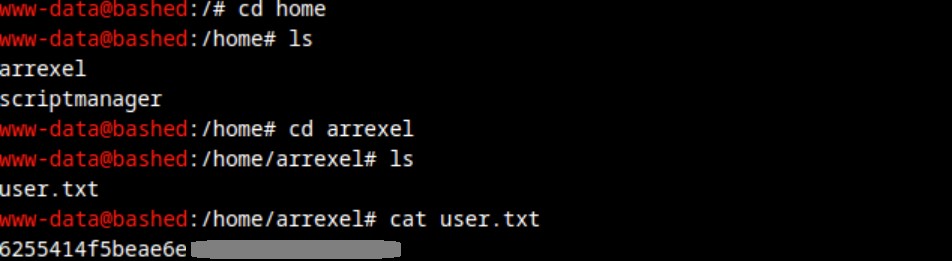 www-data@bashed:/# cd home
www-data@bashed:/home# ls
arrexel
scriptmanager
www-data@bashed:/home# cd arrexel
www-data@bashed:/home/arrexel# ls
user.txt
www-data@bashed:/home/arrexel# cat user.txt
6255414f5beae6e